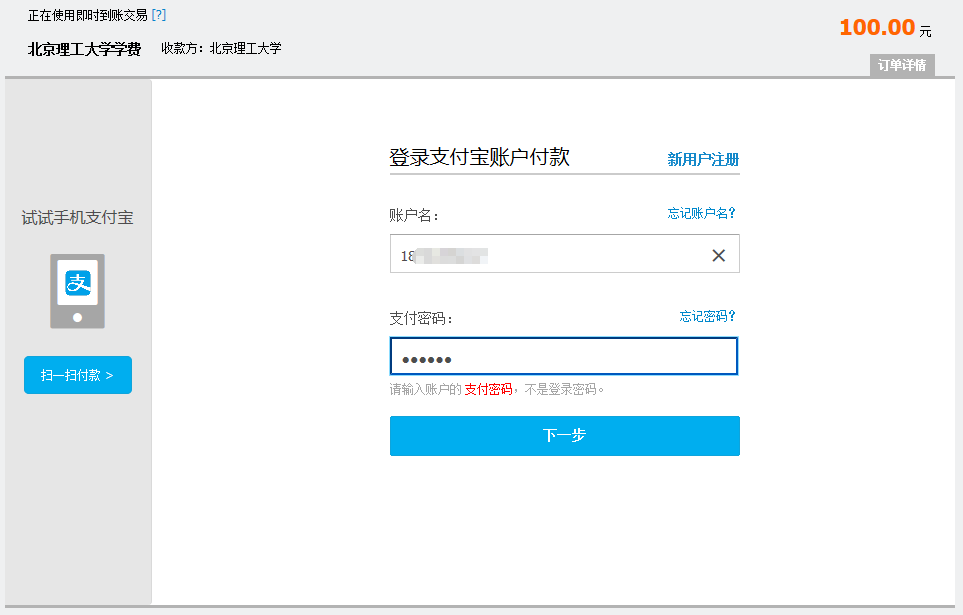 正在使用即时到账交易 [?]
北京理工大学学费 收款方：北京理工大学
100.00 元
订单详情
试试手机支付宝
支
扫一扫付款 >
登录支付宝账户付款 新用户注册
账户名： 忘记账户名?
18
支付密码： 忘记密码?
●●●●●●
请输入账户的 支付密码，不是登录密码。
下一步